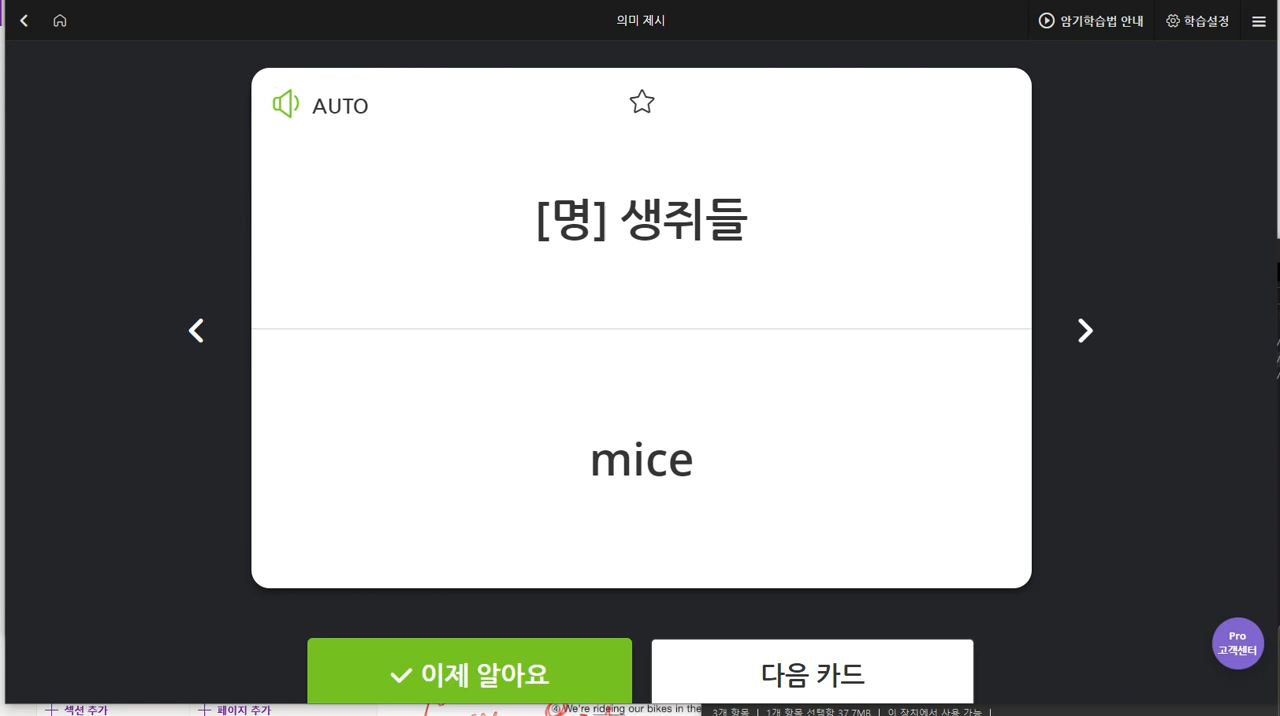 의미 제시
암기학습법 안내
학습설정
AUTO
[명] 생쥐들
mice
이제 알아요
다음 카드
Pro
고객센터
섹션 추가
페이지 추가
④ We're rideing our bikes in the
3개 항목 | 1개 항목 선택함 37.7MB | 이 장치에서 사용 가능 |